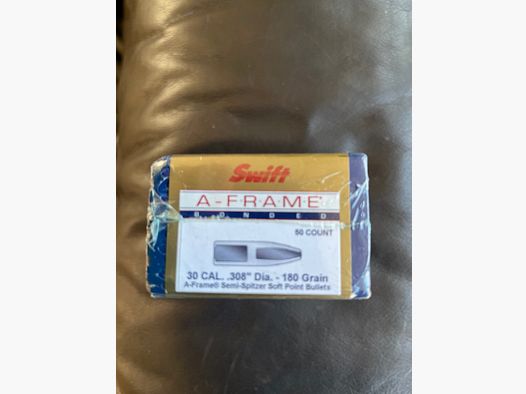 Swift
A-FRAME
BONDED
50 COUNT
30 CAL. .308" Dia. - 180 Grain
A-Frame® Semi-Spitzer Soft Point Bullets